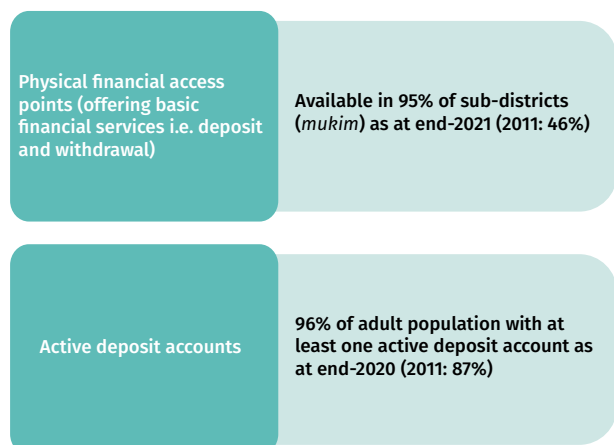 Physical financial access
points (offering basic
financial services i.e. deposit
and withdrawal)
Available in 95% of sub-districts
(mukim) as at end-2021 (2011: 46%)
Active deposit accounts
96% of adult population with at
least one active deposit account as
at end-2020 (2011: 87%)